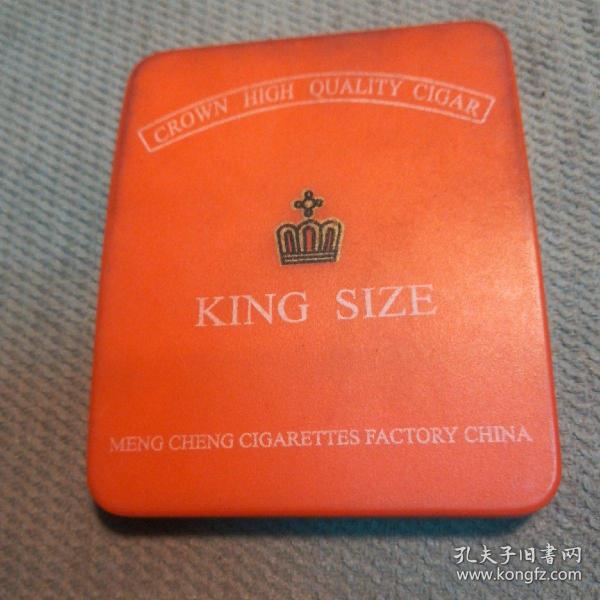 CROWN HIGH QUALITY CIGAR
KING SIZE
MENG CHENG CIGARETTES FACTORY CHINA
孔夫子旧書网
www.kongfz.com